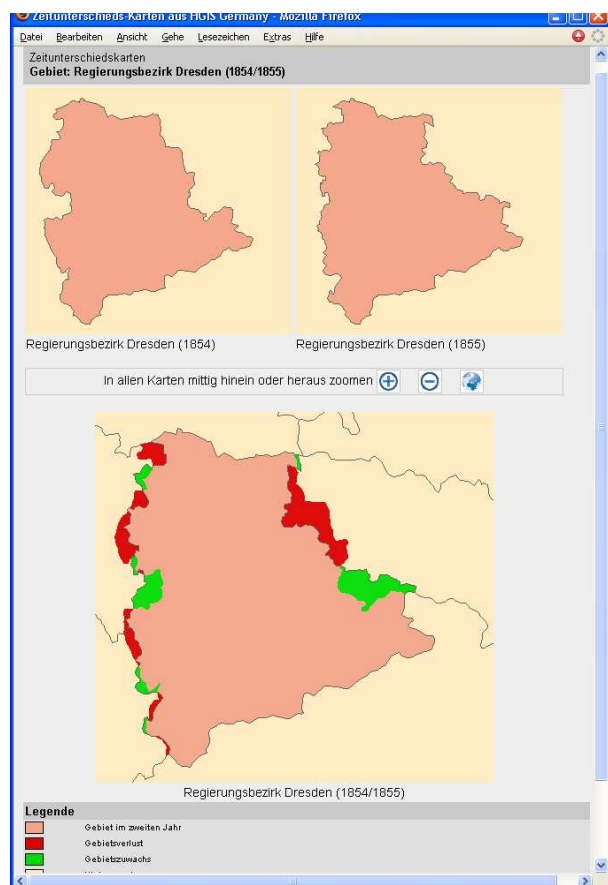 Zeitunterschieds-Karten aus HGIS Germany - Mozilla Firefox
Datei Bearbeiten Ansicht Gehe Lesezeichen Extras Hilfe
Zeitunterschiedskarten
Gebiet: Regierungsbezirk Dresden (1854/1855)
Regierungsbezirk Dresden (1854) Regierungsbezirk Dresden (1855)
In allen Karten mittig hinein oder heraus zoomen
Regierungsbezirk Dresden (1854/1855)
Legende
Gebiet im zweiten Jahr
Gebietsverlust
Gebietszuwachs